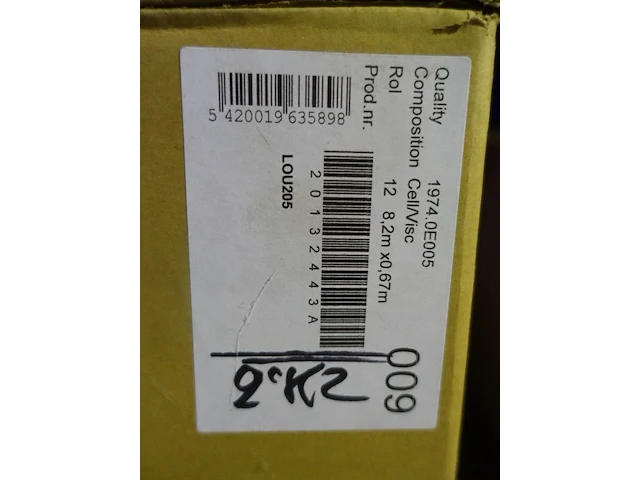 Quality 1974.0E005
Composition Cell/Visc
Rol 12 8,2m x0,67m
Prod.nr.
2 0 1 3 2 4 4 3 A
009
LOU205
5 420019 635898